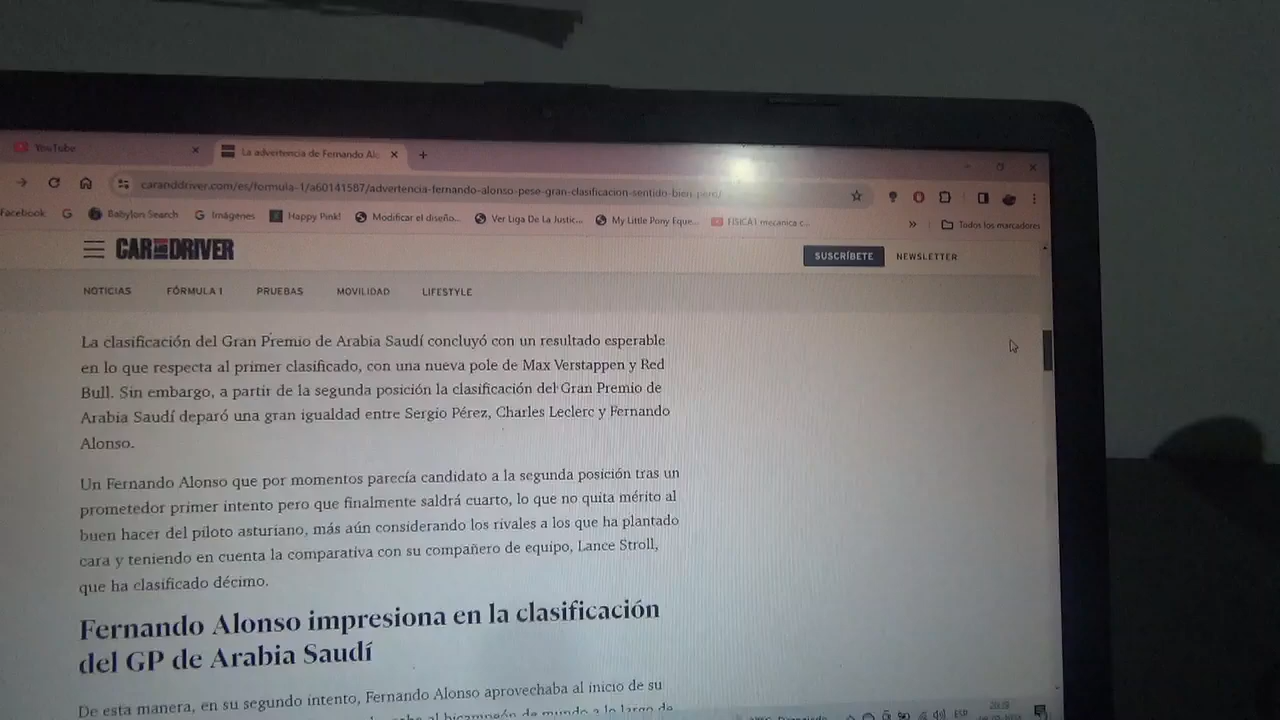 YouTube
La advertencia de Fernando Alo
caranddriver.com/es/formula-1/a60141587/advertencia-fernando-alonso-pese-gran-clasificacion-sentido-bien-pero/
Facebook
Babylon Search
Imágenes
Happy Pink!
Modificar el diseño...
Ver Liga De La Justic...
My Little Pony Eque...
FISICA1 mecanica c...
Todos los marcadores
CAR AND DRIVER
SUSCRÍBETE
NEWSLETTER
NOTICIAS
FÓRMULA 1
PRUEBAS
MOVILIDAD
LIFESTYLE
La clasificación del Gran Premio de Arabia Saudí concluyó con un resultado esperable
en lo que respecta al primer clasificado, con una nueva pole de Max Verstappen y Red
Bull. Sin embargo, a partir de la segunda posición la clasificación del Gran Premio de
Arabia Saudí deparó una gran igualdad entre Sergio Pérez, Charles Leclerc y Fernando
Alonso.
Un Fernando Alonso que por momentos parecía candidato a la segunda posición tras un
prometedor primer intento pero que finalmente saldrá cuarto, lo que no quita mérito al
buen hacer del piloto asturiano, más aún considerando los rivales a los que ha plantado
cara y teniendo en cuenta la comparativa con su compañero de equipo, Lance Stroll,
que ha clasificado décimo.
Fernando Alonso impresiona en la clasificación
del GP de Arabia Saudí
De esta manera, en su segundo intento, Fernando Alonso aprovechaba al inicio de su
al bicampeón de mundo a lo largo de
ESP